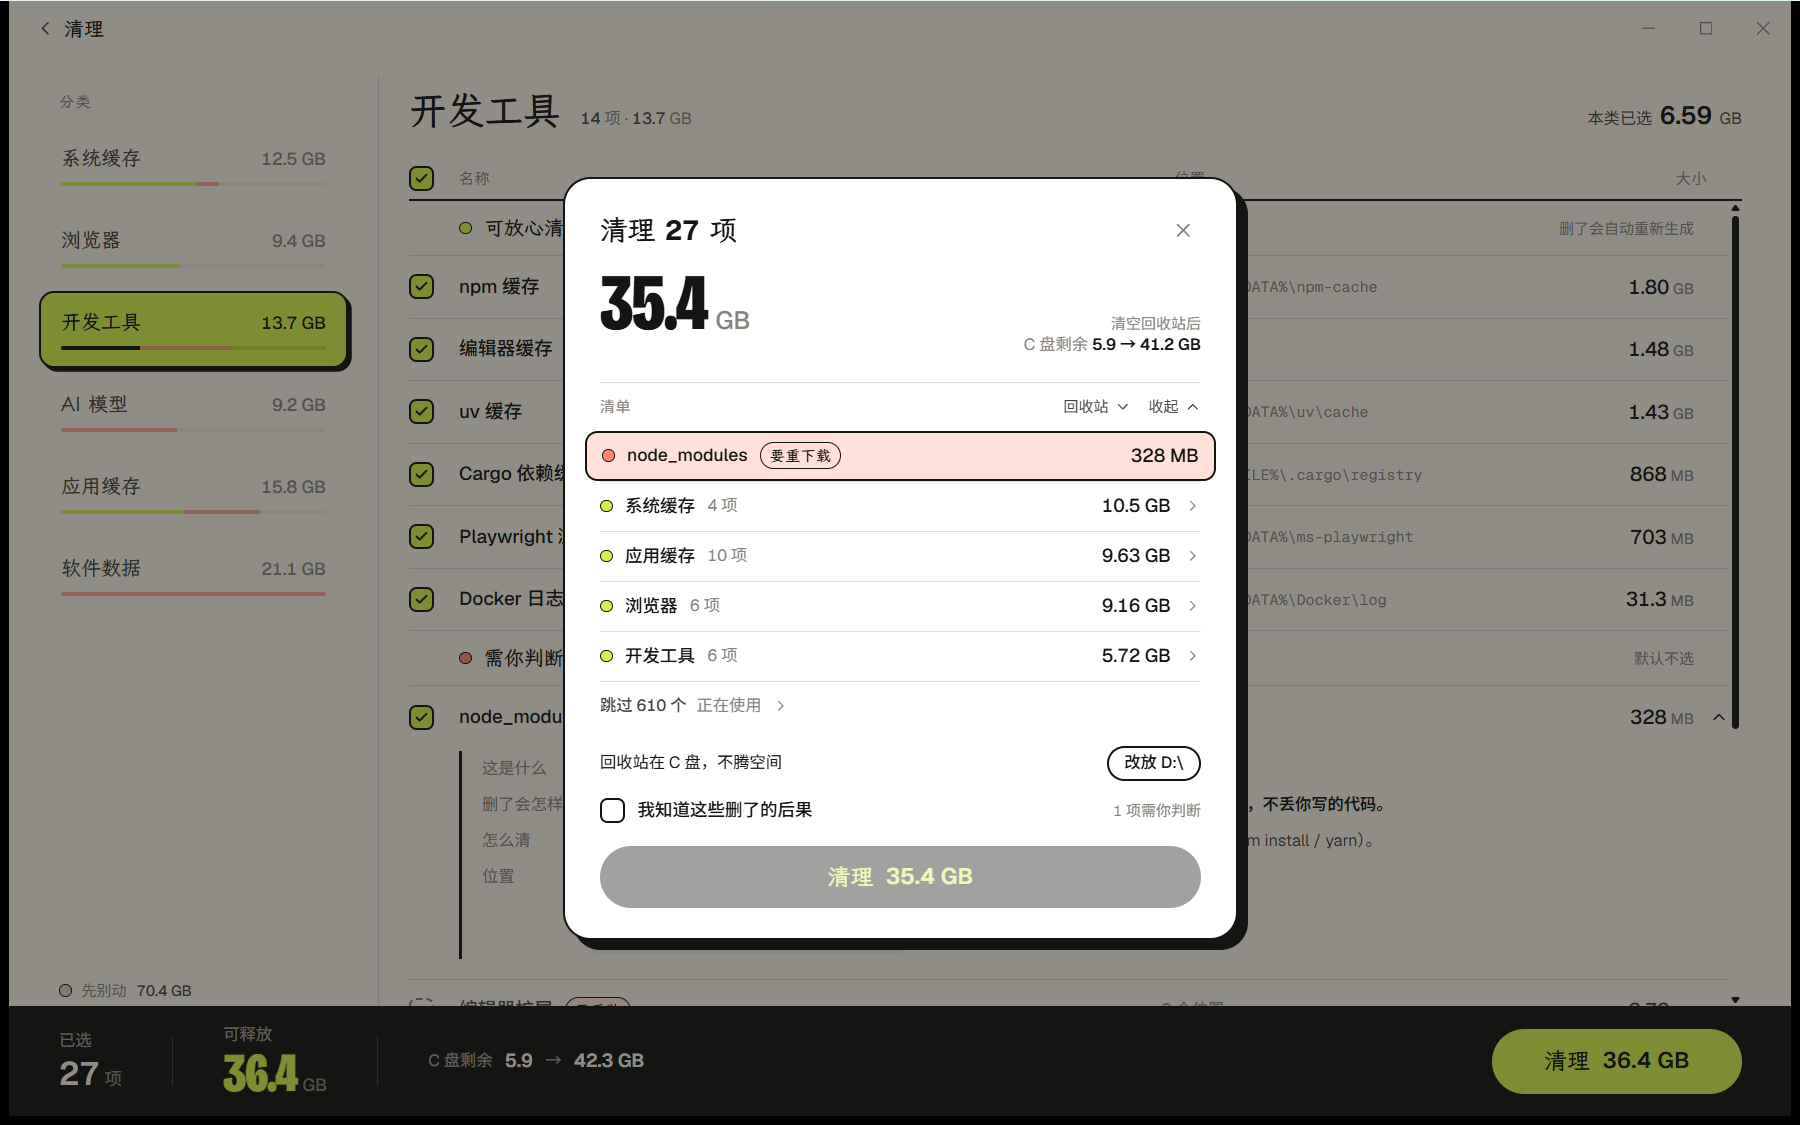 清理
分类
系统缓存 12.5 GB
浏览器 9.4 GB
开发工具 13.7 GB
AI 模型 9.2 GB
应用缓存 15.8 GB
软件数据 21.1 GB
先别动 70.4 GB
开发工具 14 项 · 13.7 GB
本类已选 6.59 GB
名称 位置 大小
可放心清 删了会自动重新生成
npm 缓存 DATA%\npm-cache 1.80 GB
编辑器缓存 1.48 GB
uv 缓存 DATA%\uv\cache 1.43 GB
Cargo 依赖缓 ILE%\.cargo\registry 868 MB
Playwright DATA%\ms-playwright 703 MB
Docker 日志 DATA%\Docker\log 31.3 MB
需你判断 默认不选
node_modu 328 MB
这是什么
删了会怎样 ，不丢你写的代码。
怎么清 m install / yarn）。
位置
编辑器扩展
清理 27 项
35.4 GB
清空回收站后
C 盘剩余 5.9 → 41.2 GB
清单 回收站 收起
node_modules 要重下载 328 MB
系统缓存 4 项 10.5 GB
应用缓存 10 项 9.63 GB
浏览器 6 项 9.16 GB
开发工具 6 项 5.72 GB
跳过 610 个 正在使用
回收站在 C 盘，不腾空间 改放 D:\
我知道这些删了的后果 1 项需你判断
清理 35.4 GB
已选
27 项
可释放
36.4 GB
C 盘剩余 5.9 → 42.3 GB
清理 36.4 GB